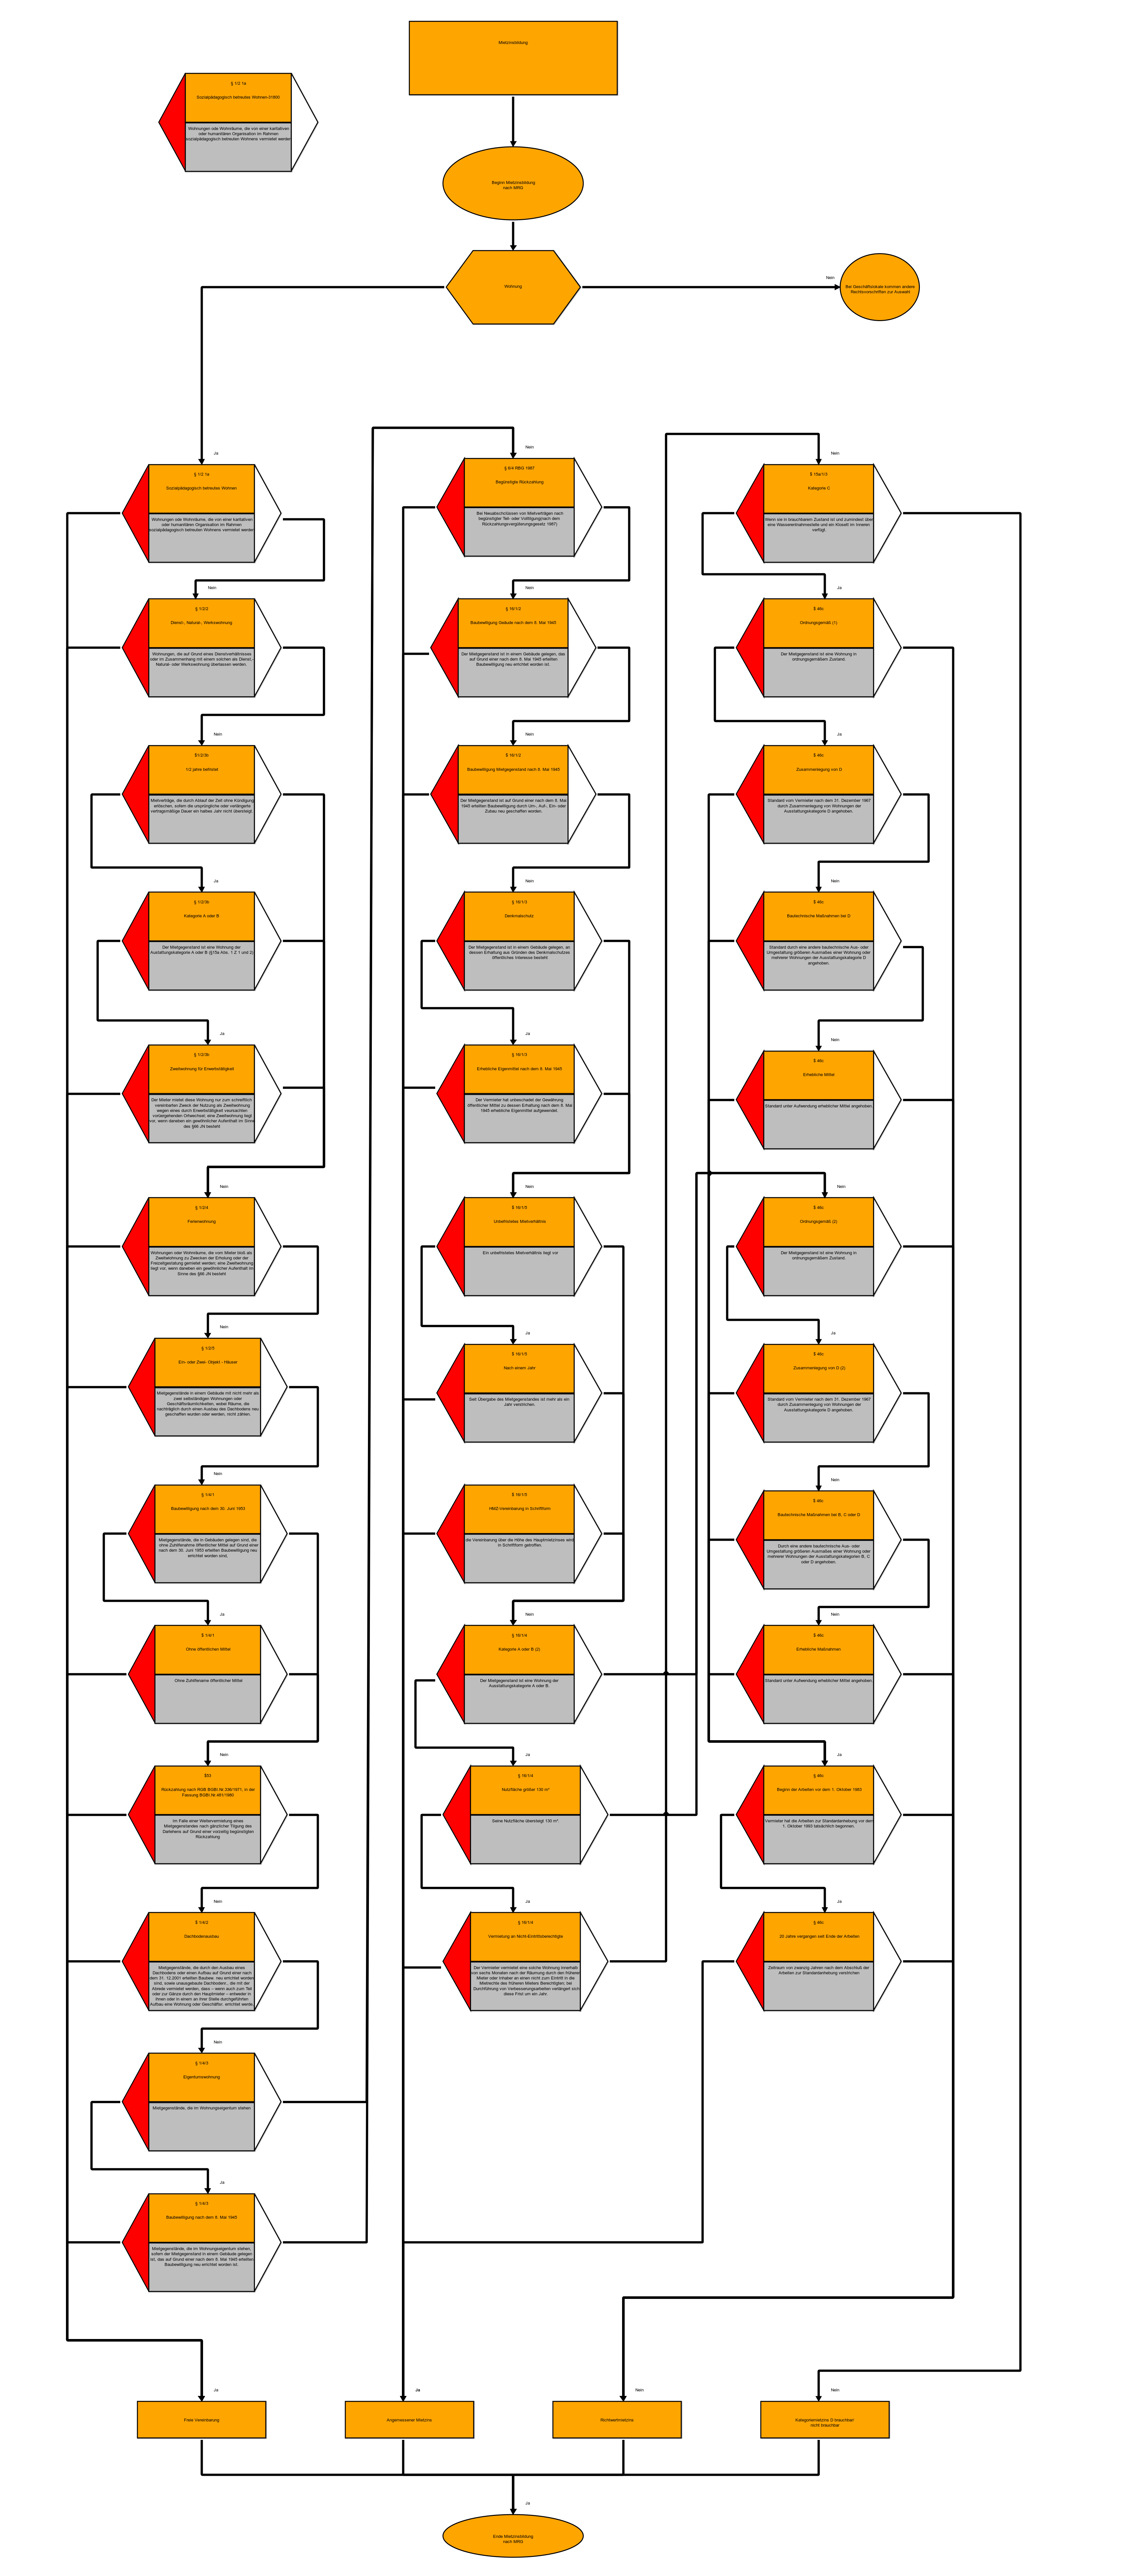 Mietzinsbildung
§ 1/2 1a
Sozialpädagogisch betreutes Wohnen-31600
Wohnungen ode Wohnräume, die von einer karitativen
oder humanitären Organisation im Rahmen
sozialpädagogisch betreuten Wohnens vermietet werden
Beginn Mietzinsbildung
nach MRG
Wohnung
Nein
Bei Geschäftslokale kommen andere
Rechtsvorschriften zur Auswahl
Ja
§ 1/2 1a
Sozialpädagogisch betreutes Wohnen
Wohnungen ode Wohnräume, die von einer karitativen
oder humanitären Organisation im Rahmen
sozialpädagogisch betreuten Wohnens vermietet werden
Nein
§ 1/2/2
Dienst-, Natural-, Werkswohnung
Wohnungen, die auf Grund eines Dienstverhältnisses
oder im Zusammenhang mit einem solchen als Dienst-,
Natural- oder Werkswohnung überlassen werden.
Nein
§1/2/3b
1/2 jahre befristet
Mietverträge, die durch Ablauf der Zeit ohne Kündigung
erlöschen, sofern die ursprüngliche oder verlängerte
vertragsmäßige Dauer ein halbes Jahr nicht übersteigt.
Ja
§ 1/2/3b
Kategorie A oder B
Der Mietgegenstand ist eine Wohnung der
Austattungskategorie A oder B (§15a Abs. 1 Z 1 und 2)
Ja
§ 1/2/3b
Zweitwohnung für Erwerbstätigkeit
Der Mieter mietet diese Wohnung nur zum schriftlich
vereinbarten Zweck der Nutzung als Zweitwohnung
wegen eines durch Erwerbstätigkeit verursachten
vorübergehenden Ortwechsel; eine Zweitwohnung liegt
vor, wenn daneben ein gewöhnlicher Aufenthalt im Sinne
des §66 JN besteht
Nein
§ 1/2/4
Ferienwohnung
Wohnungen oder Wohnräume, die vom Mieter bloß als
Zweitwohnung zu Zwecken der Erholung oder der
Freizeitgestaltung gemietet werden; eine Zweitwohnung
liegt vor. wenn daneben ein gewöhnlicher Aufenthalt im
Sinne des §66 JN besteht
Nein
§ 1/2/5
Ein- oder Zwei- Objekt - Häuser
Mietgegenstände in einem Gebäude mit nicht mehr als
zwei selbständigen Wohnungen oder
Geschäftsräumlichkeiten, wobei Räume, die
nachträglich durch einen Ausbau des Dachbodens neu
geschaffen wurden oder werden, nicht zählen.
Nein
§ 1/4/1
Baubewilligung nach dem 30. Juni 1953
Mietgegenstände, die in Gebäuden gelegen sind, die
ohne Zuhilfenahme öffentlicher Mittel auf Grund einer
nach dem 30. Juni 1953 erteilten Baubewilligung neu
errichtet worden sind.
Ja
§ 1/4/1
Ohne öffentlichen Mittel
Ohne Zuhilfename öffentlicher Mittel
Nein
§53
Rückzahlung nach RGB BGBl.Nr.336/1971, in der
Fassung BGBl.Nr.481/1980
Im Falle einer Weitervermietung eines
Mietgegenstandes nach gänzlicher Tilgung des
Darlehens auf Grund einer vorzeitig begünstigten
Rückzahlung
Nein
§ 1/4/2
Dachbodenausbau
Mietgegenstände, die durch den Ausbau eines
Dachbodens oder einen Aufbau auf Grund einer nach
dem 31. 12.2001 erteilten Baubew. neu errichtet worden
sind, sowie unausgebaute Dachbodenr., die mit der
Abrede vermietet werden, dass – wenn auch zum Teil
oder zur Gänze durch den Hauptmieter – entweder in
ihnen oder in einem an ihrer Stelle durchgeführten
Aufbau eine Wohnung oder Geschäftsr. errichtet werde
Nein
§ 1/4/3
Eigentumswohnung
Mietgegenstände, die im Wohnungseigentum stehen
Ja
§ 1/4/3
Baubewilligung nach dem 8. Mai 1945
Mietgegenstände, die im Wohnungseigentum stehen,
sofern der Mietgegenstand in einem Gebäude gelegen
ist, das auf Grund einer nach dem 8. Mai 1945 erteilten
Baubewilligung neu errichtet worden ist.
Nein
§ 6/4 RBG 1987
Begünstigte Rückzahlung
Bei Neuabschlüssen von Mietverträgen nach
begünstigter Teil- oder Volltilgung(nach dem
Rückzahlungsbegünstigungsgesetz 1987)
Nein
§ 16/1/2
Baubewilligung Gebäude nach dem 8. Mai 1945
Der Mietgegenstand ist in einem Gebäude gelegen, das
auf Grund einer nach dem 8. Mai 1945 erteilten
Baubewilligung neu errichtet worden ist.
Nein
§ 16/1/2
Baubewilligung Mietgegenstand nach 8. Mai 1945
Der Mietgegenstand ist auf Grund einer nach dem 8. Mai
1945 erteilten Baubewilligung durch Um-, Auf-, Ein- oder
Zubau neu geschaffen worden.
Nein
§ 16/1/3
Denkmalschutz
Der Mietgegenstand ist in einem Gebäude gelegen, an
dessen Erhaltung aus Gründen des Denkmalschutzes
öffentliches Interesse besteht
Ja
§ 16/1/3
Erhebliche Eigenmittel nach dem 8. Mai 1945
Der Vermieter hat unbeschadet der Gewährung
öffentlicher Mittel zu dessen Erhaltung nach dem 8. Mai
1945 erhebliche Eigenmittel aufgewendet.
Nein
§ 16/1/5
Unbefristetes Mietverhältnis
Ein unbefristetes Mietverhältnis liegt vor
Ja
§ 16/1/5
Nach einem Jahr
Seit Übergabe des Mietgegenstandes ist mehr als ein
Jahr verstrichen.
§ 16/1/5
HMZ-Vereinbarung in Schriftform
die Vereinbarung über die Höhe des Hauptmietzinses wird
in Schriftform getroffen.
Nein
§ 16/1/4
Kategorie A oder B (2)
Der Mietgegenstand ist eine Wohnung der
Ausstattungskategorie A oder B.
Ja
§ 16/1/4
Nutzfläche größer 130 m²
Seine Nutzfläche übersteigt 130 m².
Ja
§ 16/1/4
Vermietung an Nicht-Eintrittsberechtigte
Der Vermieter vermietet eine solche Wohnung innerhalb
von sechs Monaten nach der Räumung durch den frühere
Mieter oder Inhaber an einen nicht zum Eintritt in die
Mietrechte des früheren Mieters Berechtigten; bei
Durchführung von Verbesserungsarbeiten verlängert sich
diese Frist um ein Jahr.
Nein
§ 15a/1/3
Kategorie C
Wenn sie in brauchbarem Zustand ist und zumindest über
eine Wasserentnahmestelle und ein Klosett im Inneren
verfügt.
Ja
§ 46c
Ordnungsgemäß (1)
Der Mietgegenstand ist eine Wohnung in
ordnungsgemäßem Zustand.
Ja
§ 46c
Zusammenlegung von D
Standard vom Vermieter nach dem 31. Dezember 1967
durch Zusammenlegung von Wohnungen der
Ausstattungskategorie D angehoben.
Nein
§ 46c
Bautechnische Maßnahmen bei D
Standard durch eine andere bautechnische Aus- oder
Umgestaltung größeren Ausmaßes einer Wohnung oder
mehrerer Wohnungen der Ausstattungskategorie D
angehoben.
Nein
§ 46c
Erhebliche Mittel
Standard unter Aufwendung erheblicher Mittel angehoben
Nein
§ 46c
Ordnungsgemäß (2)
Der Mietgegenstand ist eine Wohnung in
ordnungsgemäßem Zustand.
Ja
§ 46c
Zusammenlegung von D (2)
Standard vom Vermieter nach dem 31. Dezember 1967
durch Zusammenlegung von Wohnungen der
Ausstattungskategorie D angehoben.
Nein
§ 46c
Bautechnische Maßnahmen bei B, C oder D
Durch eine andere bautechnische Aus- oder
Umgestaltung größeren Ausmaßes einer Wohnung oder
mehrerer Wohnungen der Ausstattungskategorien B, C
oder D angehoben.
Nein
§ 46c
Erhebliche Maßnahmen
Standard unter Aufwendung erheblicher Mittel angehoben
Ja
§ 46c
Beginn der Arbeiten vor dem 1. Oktober 1993
Vermieter hat die Arbeiten zur Standardanhebung vor dem
1. Oktober 1993 tatsächlich begonnen.
Ja
§ 46c
20 Jahre vergangen seit Ende der Arbeiten
Zeitraum von zwanzig Jahren nach dem Abschluß der
Arbeiten zur Standardanhebung verstrichen
Ja
Freie Vereinbarung
Ja
Angemessener Mietzins
Nein
Richtwertmietzins
Nein
Kategoriemietzins D brauchbar/
nicht brauchbar
Ja
Ende Mietzinsbildung
nach MRG